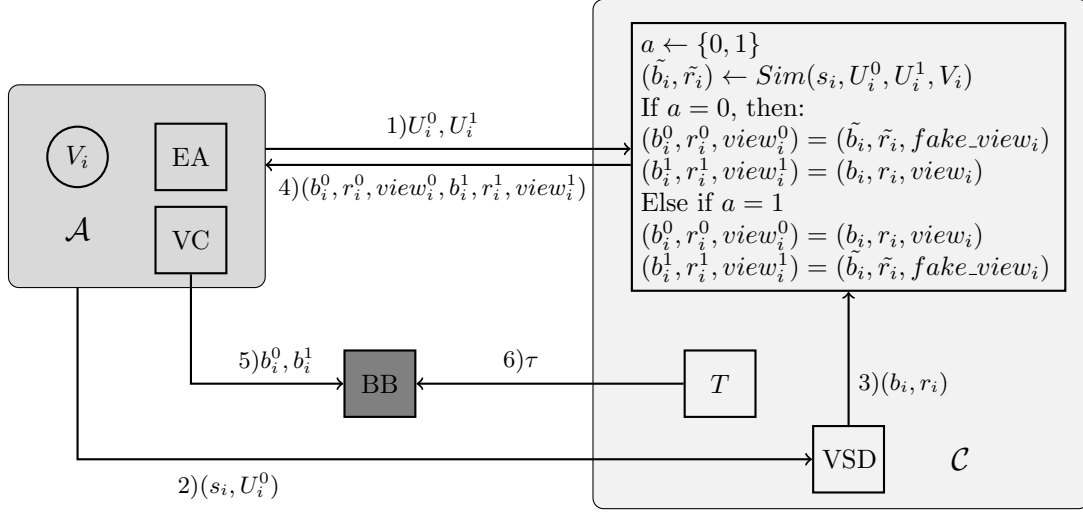 a ← {0, 1}
(b̃_i, r̃_i) ← Sim(s_i, U_i^0, U_i^1, V_i)
If a = 0, then:
(b_i^0, r_i^0, view_i^0) = (b̃_i, r̃_i, fake_view_i)
(b_i^1, r_i^1, view_i^1) = (b_i, r_i, view_i)
Else if a = 1
(b_i^0, r_i^0, view_i^0) = (b_i, r_i, view_i)
(b_i^1, r_i^1, view_i^1) = (b̃_i, r̃_i, fake_view_i)
1)U_i^0, U_i^1
4)(b_i^0, r_i^0, view_i^0, b_i^1, r_i^1, view_i^1)
V_i
EA
𝒜
VC
5)b_i^0, b_i^1
BB
6)τ
T
3)(b_i, r_i)
VSD
𝒞
2)(s_i, U_i^0)